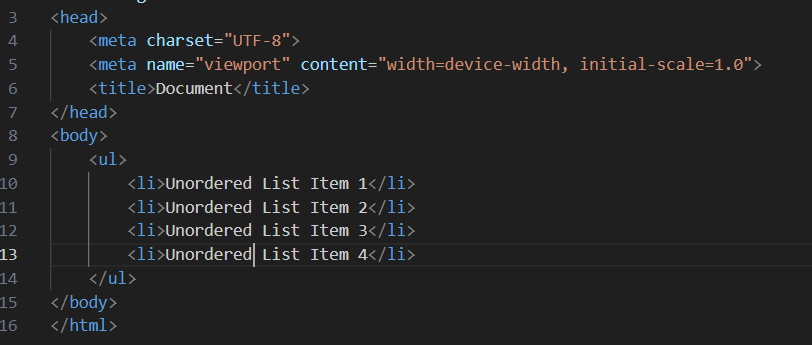 3 <head>
4 <meta charset="UTF-8">
5 <meta name="viewport" content="width=device-width, initial-scale=1.0">
6 <title>Document</title>
7 </head>
8 <body>
9 <ul>
10 <li>Unordered List Item 1</li>
11 <li>Unordered List Item 2</li>
12 <li>Unordered List Item 3</li>
13 <li>Unordered List Item 4</li>
14 </ul>
15 </body>
16 </html>